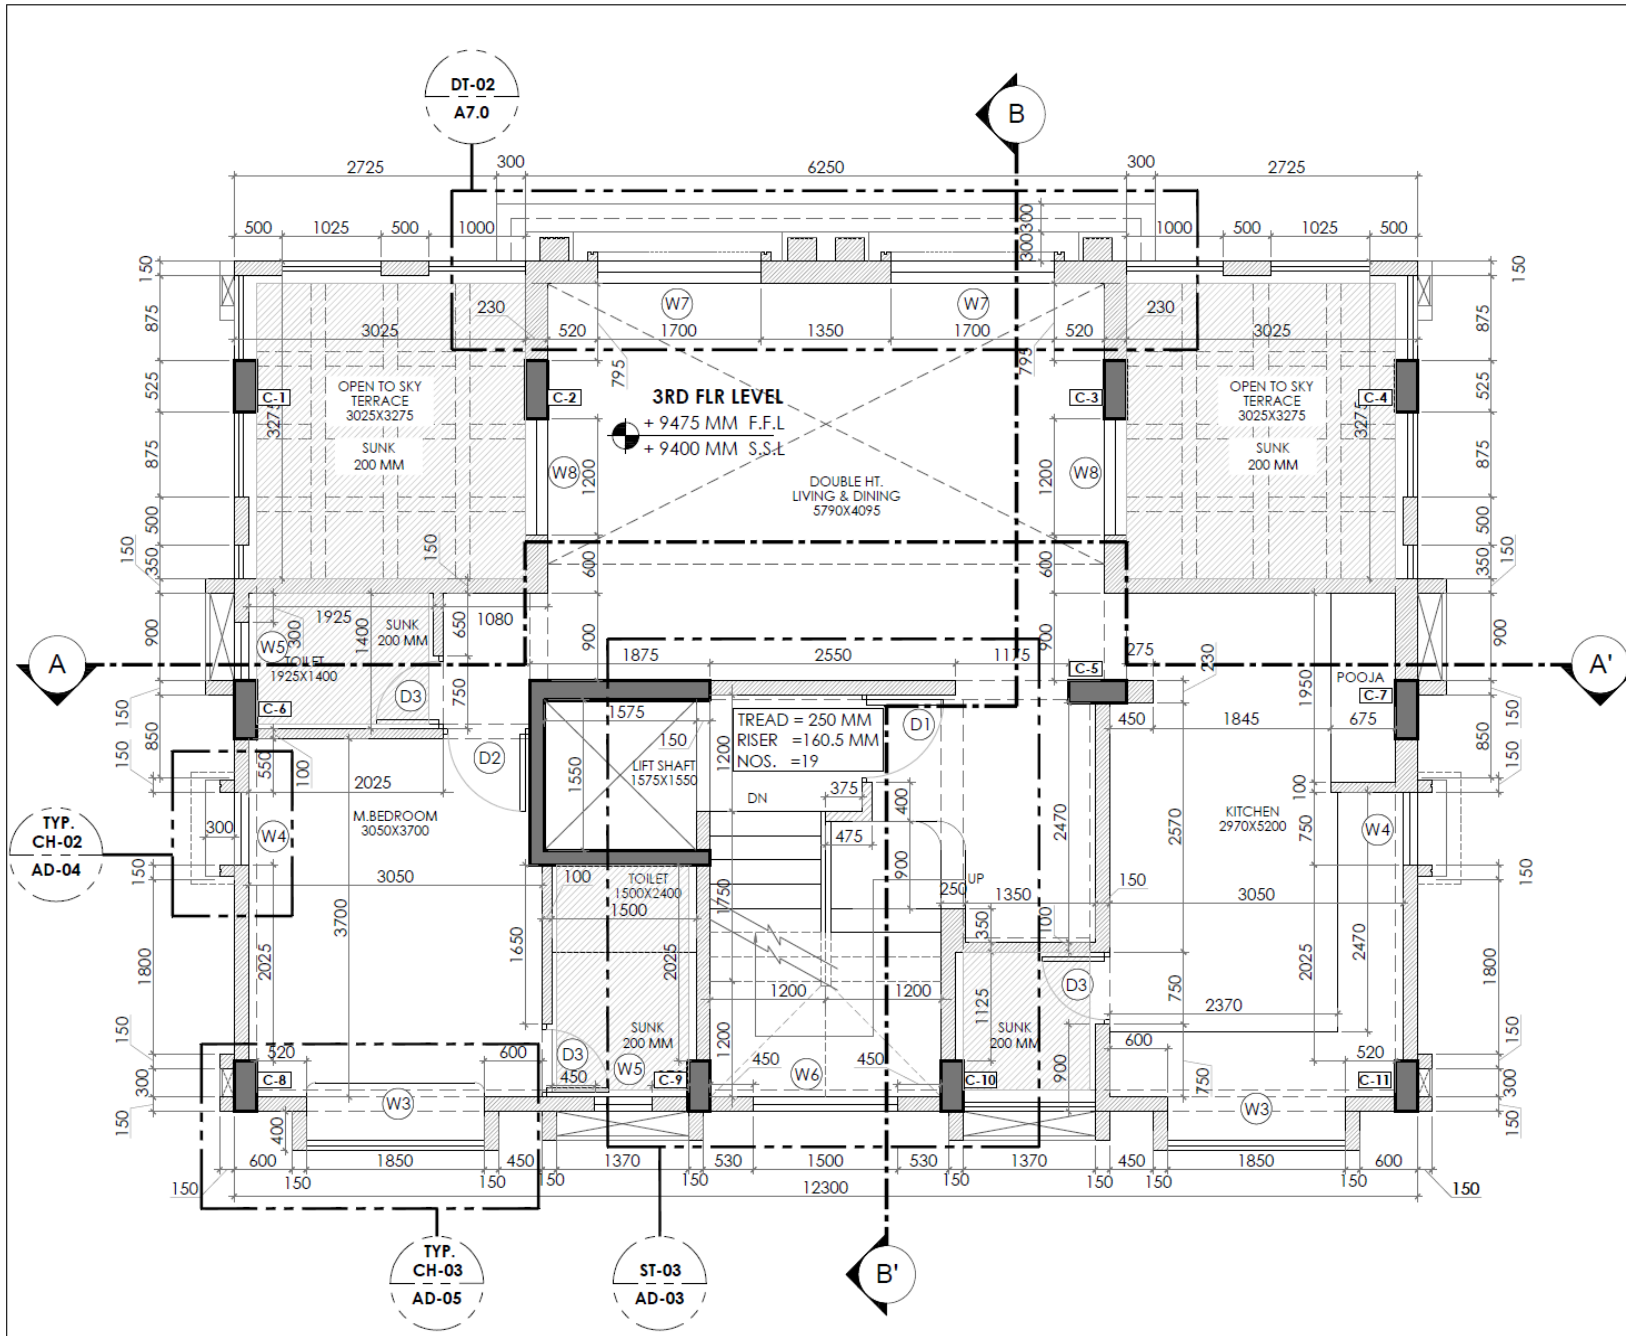 DT-02
A7.0
B
2725
300
6250
300
2725
500
1025
500
1000
300300
1000
500
1025
500
150
150
W7
W7
875
230
230
875
3025
520
1700
1350
1700
520
3025
795
795
525
C-1
OPEN TO SKY
TERRACE
3025X3275
C-2
3RD FLR LEVEL
C-3
OPEN TO SKY
TERRACE
3025X3275
C-4
525
3275
+ 9475 MM F.F.L
+ 9400 MM S.S.L
3275
875
SUNK
200 MM
W8
1200
DOUBLE HT.
LIVING & DINING
5790X4095
1200
W8
SUNK
200 MM
875
500
500
150
350
150
600
600
350
150
1925
1080
900
300
1400
SUNK
200 MM
650
900
900
1950
900
A
W5
TOILET
1925X1400
1875
2550
1175
275
230
A'
C-5
POOJA
150
C-6
D3
750
1575
TREAD = 250 MM
RISER =160.5 MM
NOS. =19
D1
450
1845
675
C-7
150
850
150
850
150
D2
150
1200
550
100
2025
1550
LIFT SHAFT
1575X1550
150
TYP.
CH-02
AD-04
300
W4
M.BEDROOM
3050X3700
DN
375
400
475
2470
2570
100
KITCHEN
2970X5200
750
W4
150
3050
100
TOILET
1500X2400
1500
1750
900
UP
250
1350
150
3050
150
3700
1650
350
100
1800
2025
2025
1200
1200
1125
D3
750
2025
2470
1800
2370
150
SUNK
200 MM
1200
SUNK
200 MM
150
520
600
D3
W5
450
450
W6
450
600
520
300
C-8
C-9
C-10
900
750
C-11
300
150
W3
W3
150
400
600
1850
450
1370
530
1500
530
1370
450
1850
600
150
150
150
150
150
150
150
150
150
150
12300
TYP.
CH-03
AD-05
ST-03
AD-03
B'